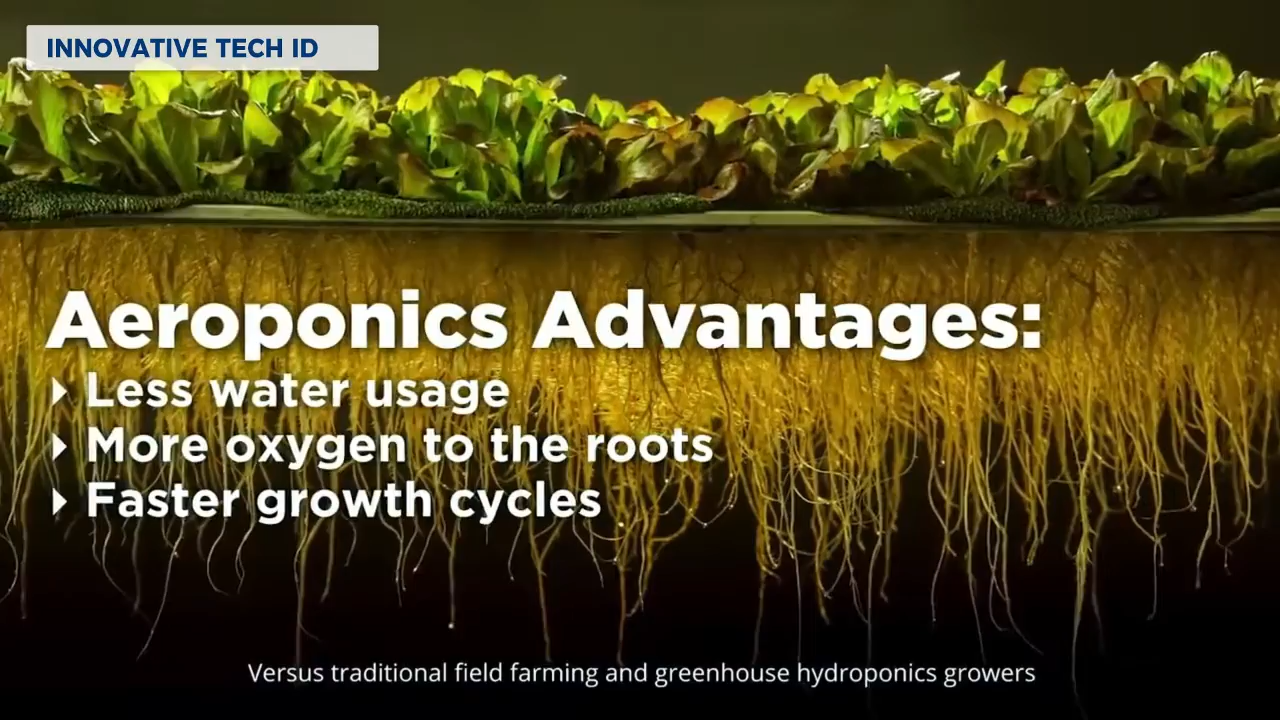 INNOVATIVE TECH ID
Aeroponics Advantages:
Less water usage
More oxygen to the roots
Faster growth cycles
Versus traditional field farming and greenhouse hydroponics growers